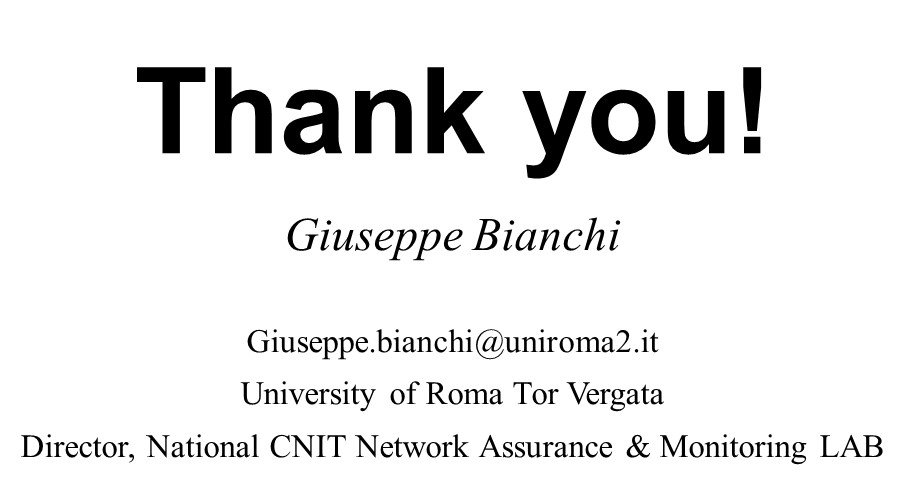 Thank you!
Giuseppe Bianchi
Giuseppe.bianchi@uniroma2.it
University of Roma Tor Vergata
Director, National CNIT Network Assurance & Monitoring LAB